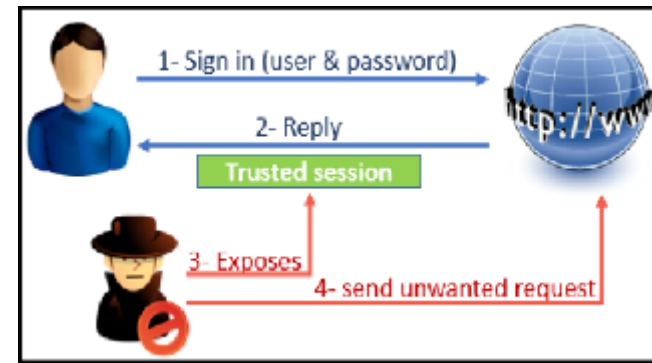 1- Sign in (user & password)
http://www
2- Reply
Trusted session
3- Exposes
4- send unwanted request